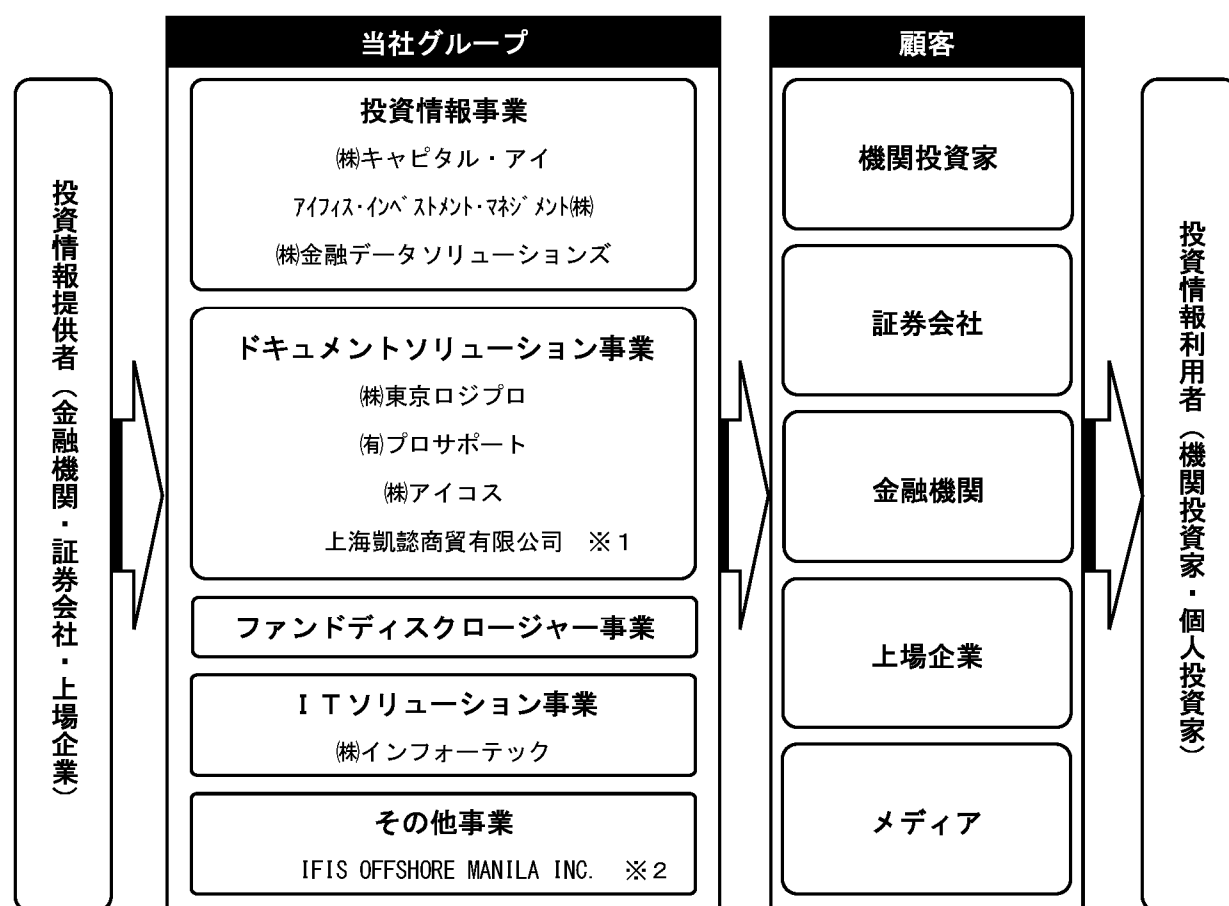 投資情報提供者（金融機関・証券会社・上場企業）
当社グループ
投資情報事業
㈱キャピタル・アイ
ｱｲﾌｨｽ･ｲﾝﾍﾞｽﾄﾒﾝﾄ･ﾏﾈｼﾞﾒﾝﾄ㈱
㈱金融データソリューションズ
ドキュメントソリューション事業
㈱東京ロジプロ
㈲プロサポート
㈱アイコス
上海凱懿商貿有限公司　※１
ファンドディスクロージャー事業
ＩＴソリューション事業
㈱インフォーテック
その他事業
IFIS OFFSHORE MANILA INC.　※２
顧客
機関投資家
証券会社
金融機関
上場企業
メディア
投資情報利用者（機関投資家・個人投資家）